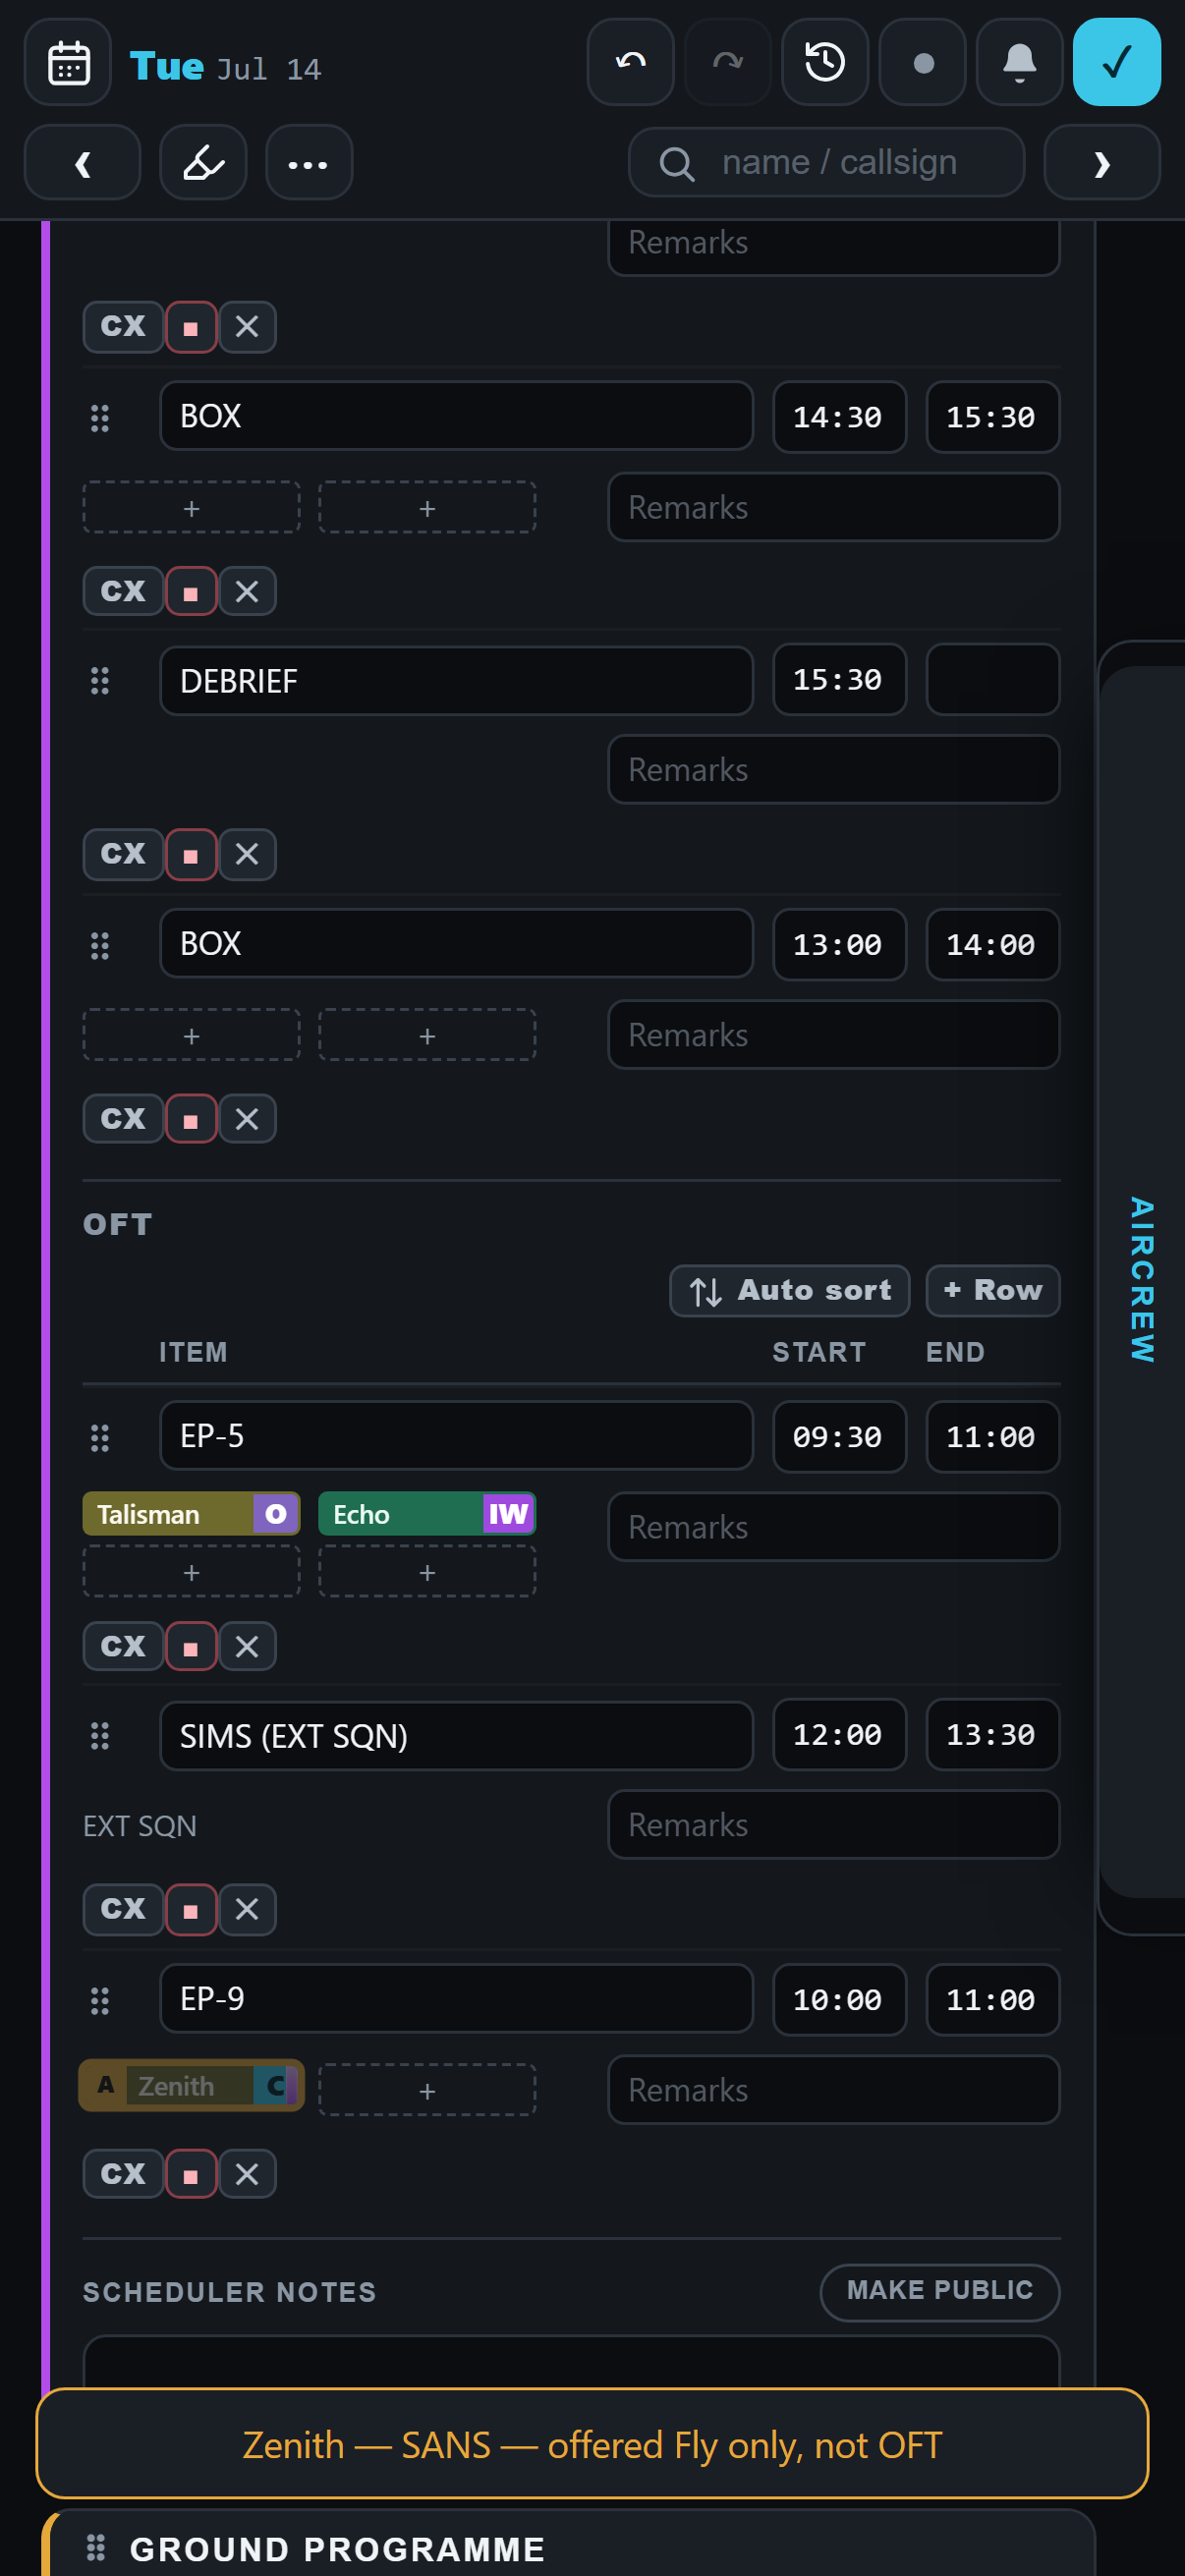 Tue Jul 14
name / callsign
Remarks
CX
BOX 14:30 15:30
+ + Remarks
CX
DEBRIEF 15:30
Remarks
CX
BOX 13:00 14:00
+ + Remarks
CX
OFT
Auto sort + Row
ITEM START END
EP-5 09:30 11:00
Talisman O Echo IW Remarks
+ +
CX
SIMS (EXT SQN) 12:00 13:30
EXT SQN Remarks
CX
EP-9 10:00 11:00
A Zenith C + Remarks
CX
SCHEDULER NOTES MAKE PUBLIC
Zenith — SANS — offered Fly only, not OFT
GROUND PROGRAMME
AIRCREW